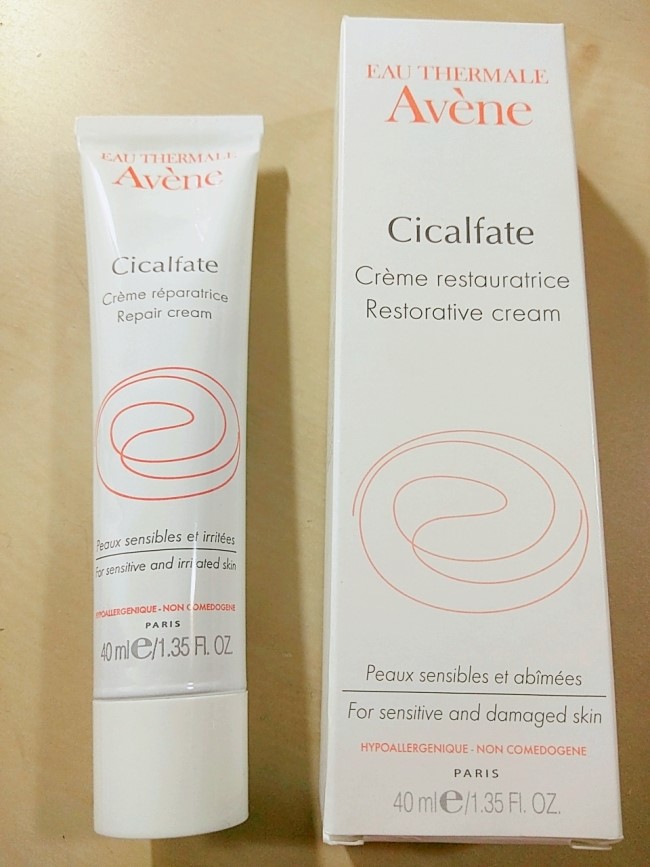 EAU THERMALE
Avène
Cicalfate
Crème réparatrice
Repair cream
Peaux sensibles et irritées
For sensitive and irritated skin
HYPOALLERGENIQUE - NON COMEDOGENE
PARIS
40 ml e/1.35 Fl. OZ
EAU THERMALE
Avène
Cicalfate
Crème restauratrice
Restorative cream
Peaux sensibles et abîmées
For sensitive and damaged skin
HYPOALLERGENIQUE - NON COMEDOGENE
PARIS
40 ml e/1.35 Fl. OZ.